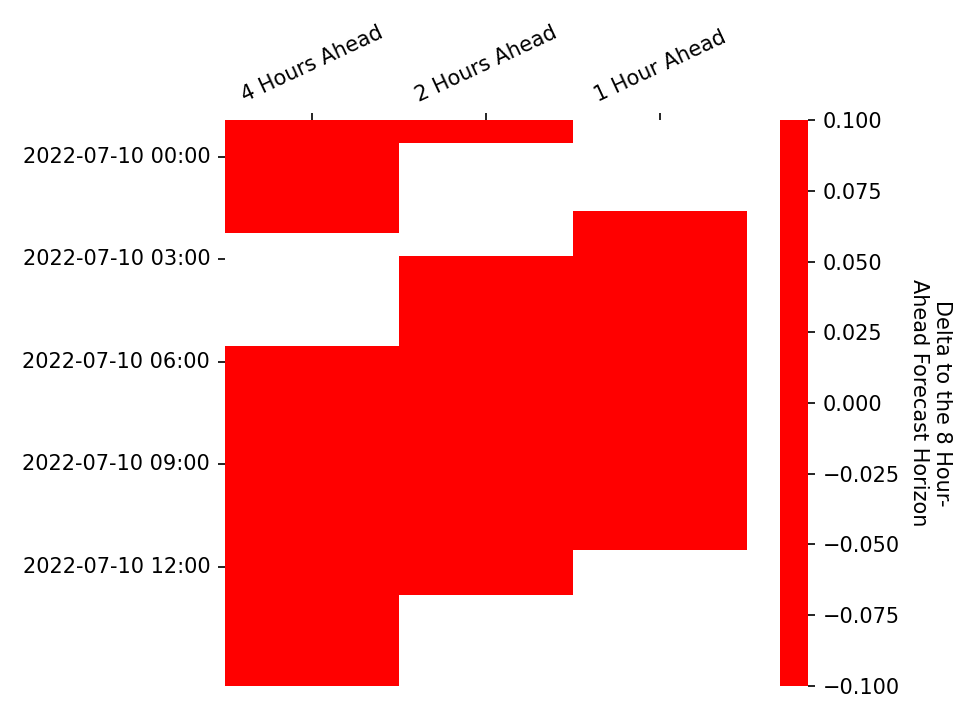 4 Hours Ahead
2 Hours Ahead
1 Hour Ahead
2022-07-10 00:00
2022-07-10 03:00
2022-07-10 06:00
2022-07-10 09:00
2022-07-10 12:00
0.100
0.075
0.050
0.025
0.000
−0.025
−0.050
−0.075
−0.100
Delta to the 8 Hour-
Ahead Forecast Horizon